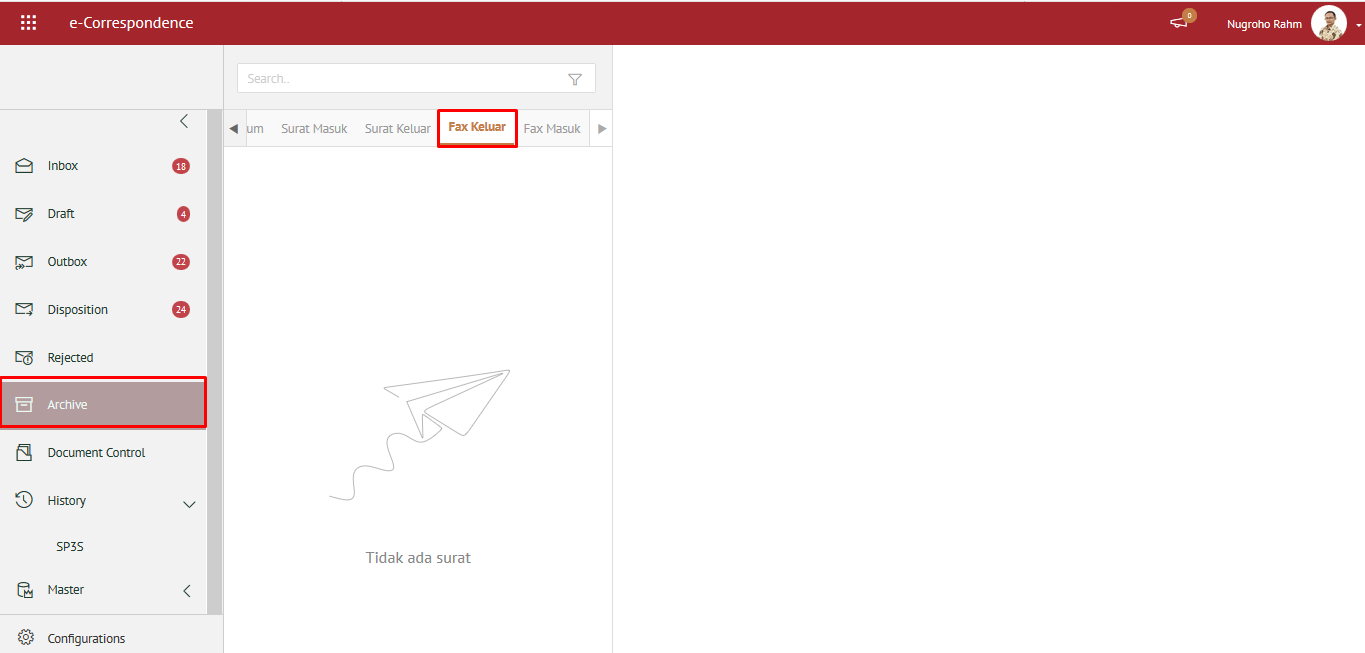 e-Correspondence
0
Nugroho Rahm
Search..
um Surat Masuk Surat Keluar Fax Keluar Fax Masuk
Inbox 18
Draft 4
Outbox 22
Disposition 24
Rejected
Archive
Document Control
History
SP3S
Master
Configurations
Tidak ada surat